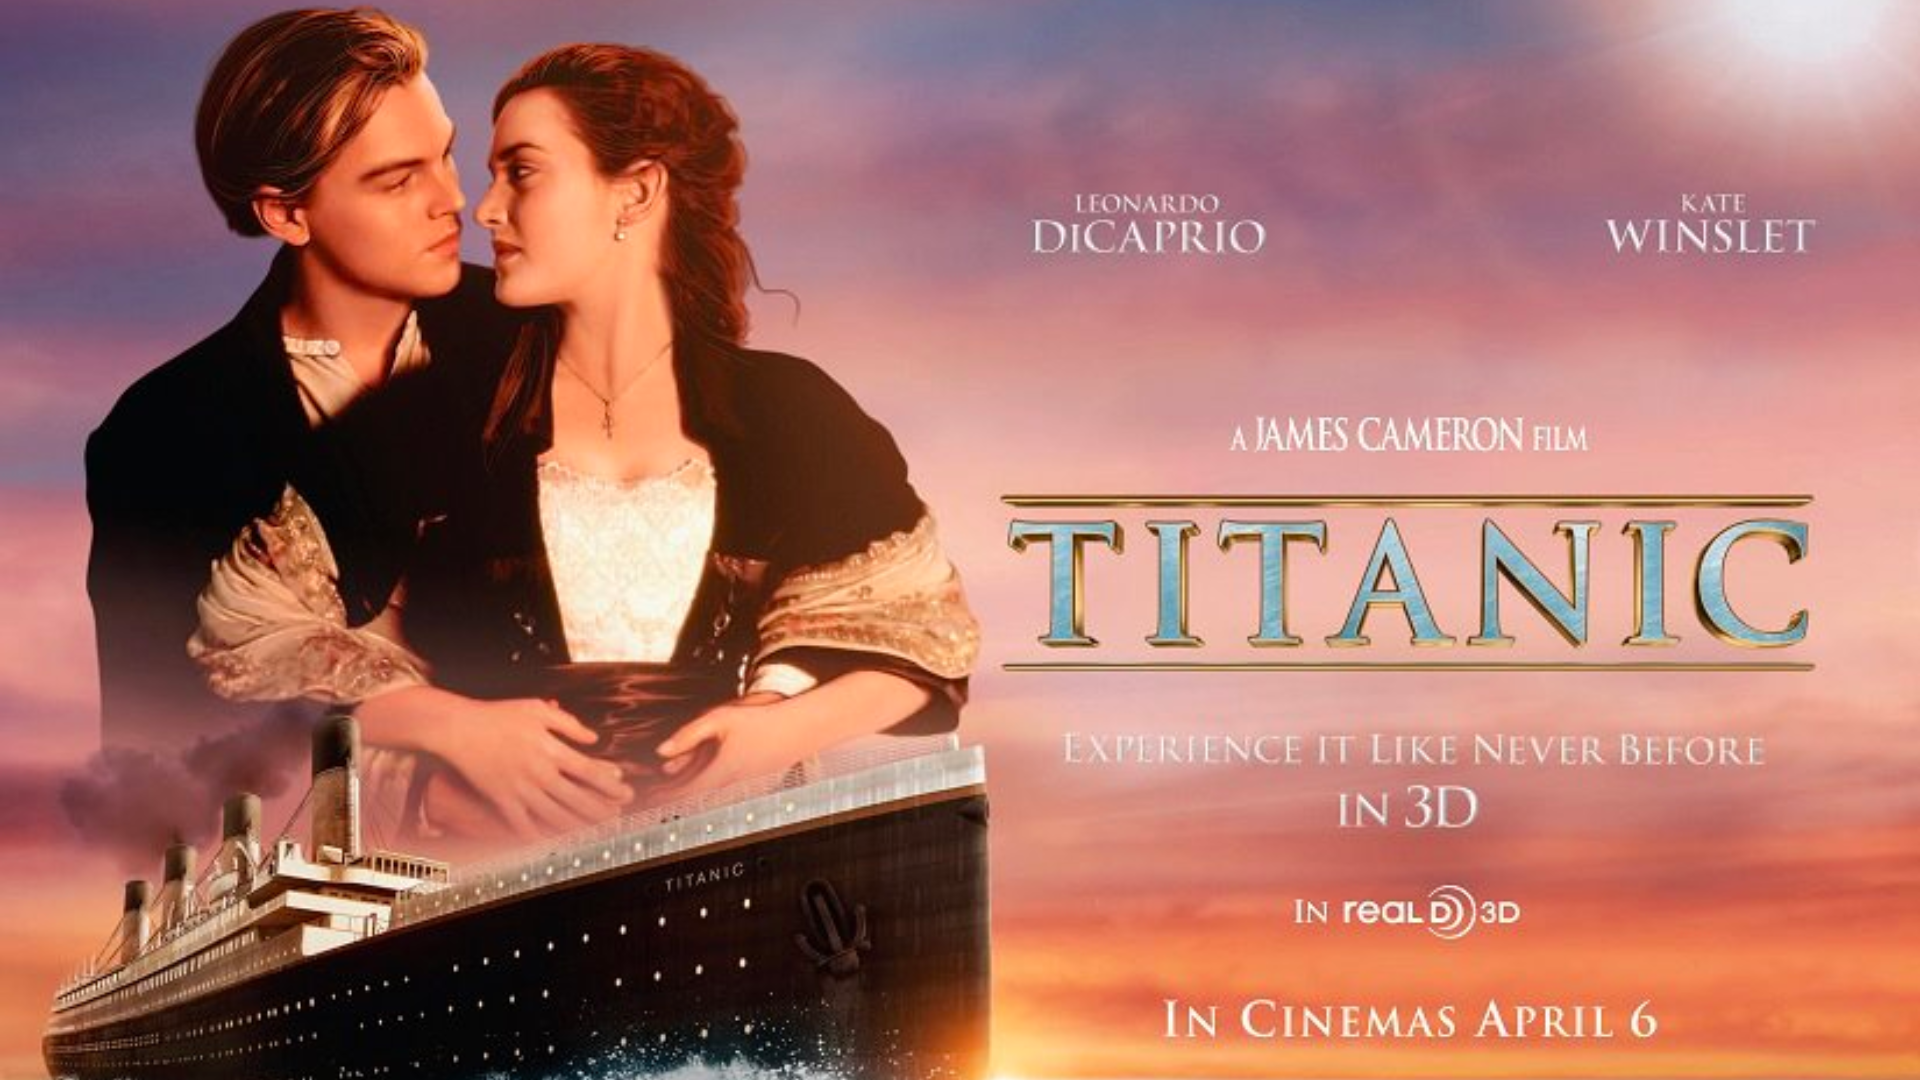 LEONARDO
DiCAPRIO
KATE
WINSLET
A JAMES CAMERON FILM
TITANIC
EXPERIENCE IT LIKE NEVER BEFORE
IN 3D
IN REALD 3D
IN CINEMAS APRIL 6
TITANIC